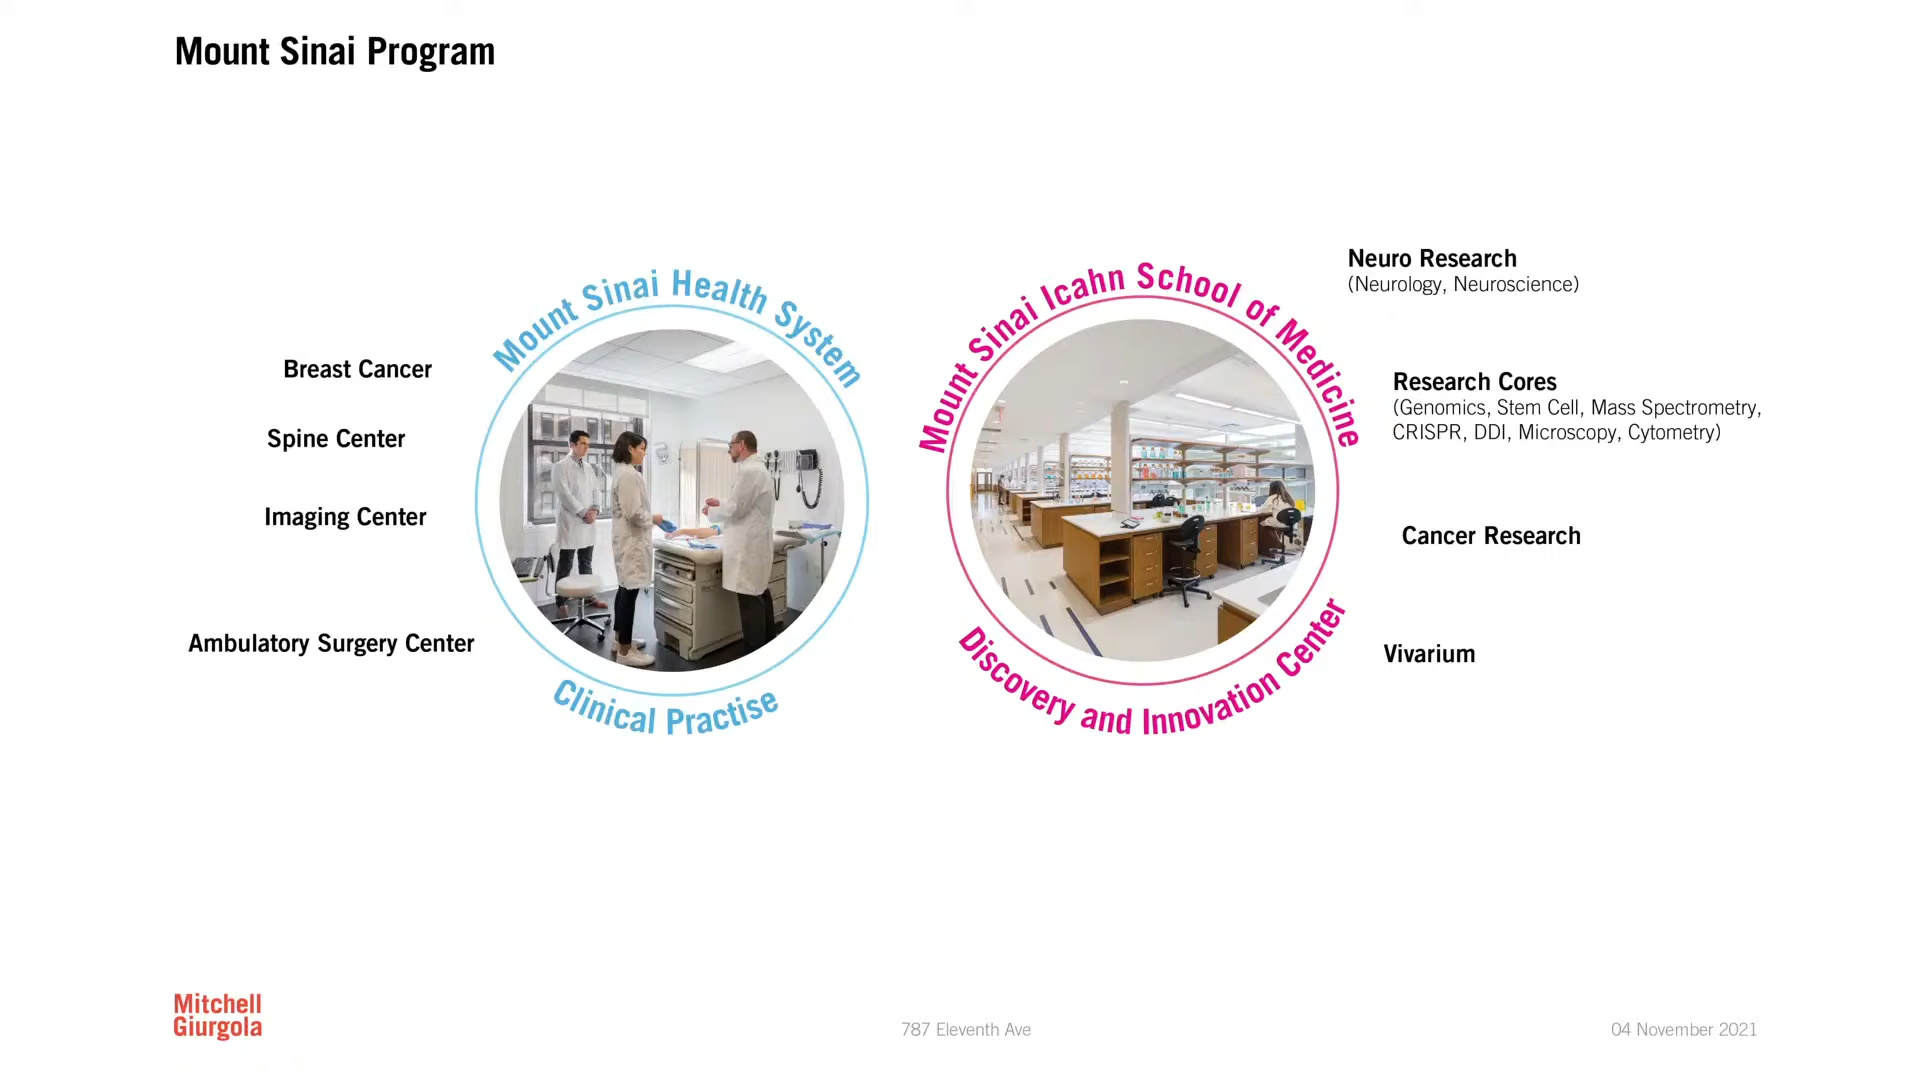 Mount Sinai Program
Mount Sinai Health System
Clinical Practise
Breast Cancer
Spine Center
Imaging Center
Ambulatory Surgery Center
Mount Sinai Icahn School of Medicine
Discovery and Innovation Center
Neuro Research
(Neurology, Neuroscience)
Research Cores
(Genomics, Stem Cell, Mass Spectrometry,
CRISPR, DDI, Microscopy, Cytometry)
Cancer Research
Vivarium
Mitchell
Giurgola
787 Eleventh Ave
04 November 2021